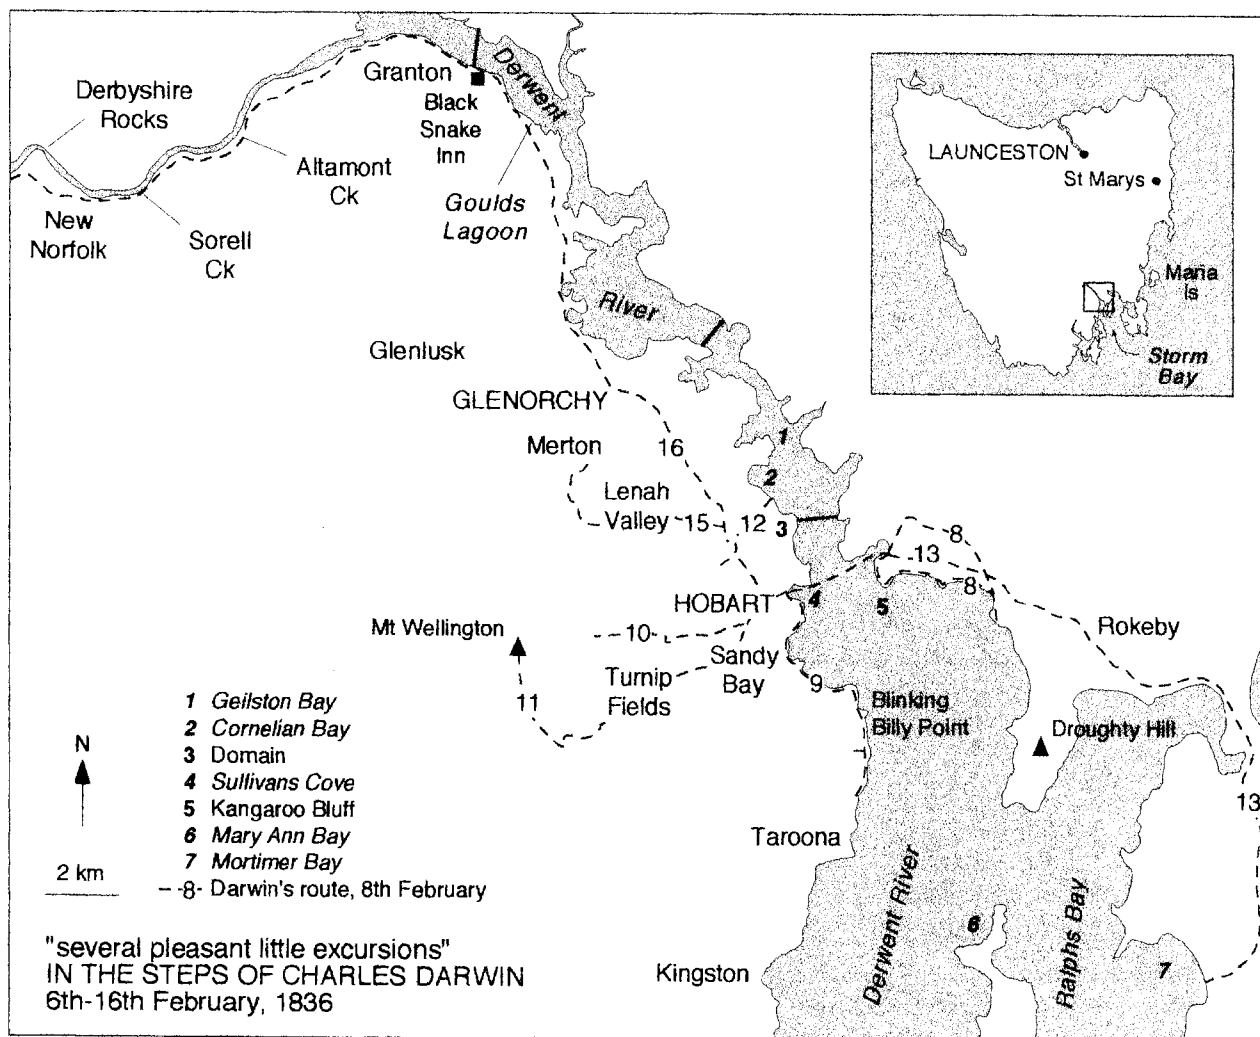 Derbyshire
Rocks
Granton
Derwent
Black
Snake
Inn
Altamont
Ck
New
Norfolk
Sorell
Ck
Goulds
Lagoon
LAUNCESTON
St Marys
Maria
Is
Storm
Bay
River
Glenlusk
GLENORCHY
Merton
16
1
2
Lenah
Valley
15
12
3
8
13
8
HOBART
4
5
Mt Wellington
10
Sandy
Bay
Rokeby
Turnip
Fields
11
9
Blinking
Billy Point
Droughty Hill
13
Taroona
Derwent River
6
Ralphs Bay
Kingston
7
N
2 km
1 Geilston Bay
2 Cornelian Bay
3 Domain
4 Sullivans Cove
5 Kangaroo Bluff
6 Mary Ann Bay
7 Mortimer Bay
- -8- Darwin's route, 8th February
"several pleasant little excursions"
IN THE STEPS OF CHARLES DARWIN
6th-16th February, 1836